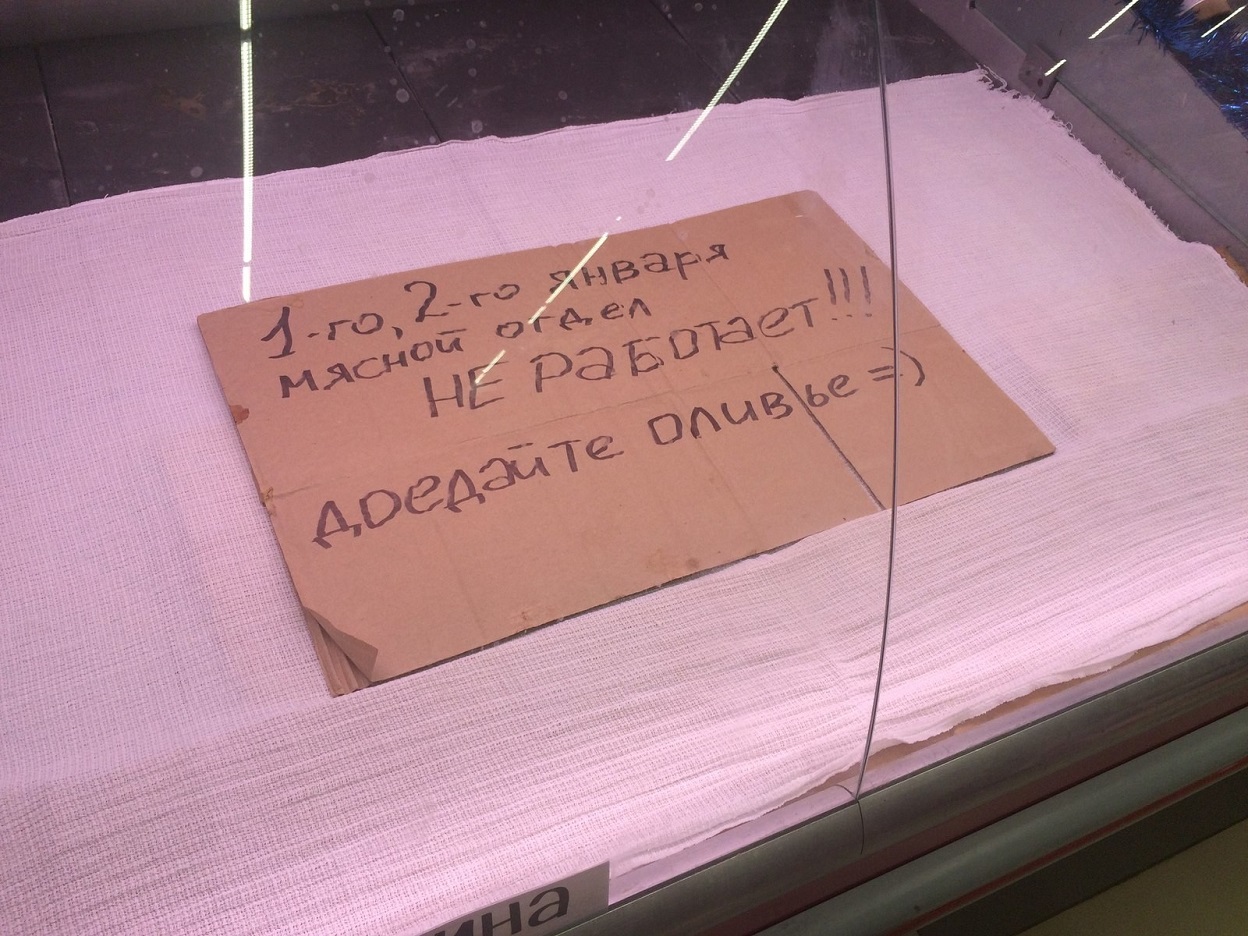 1-го, 2-го января
мясной отдел
НЕ работает!!!
доедайте оливье =)
ина